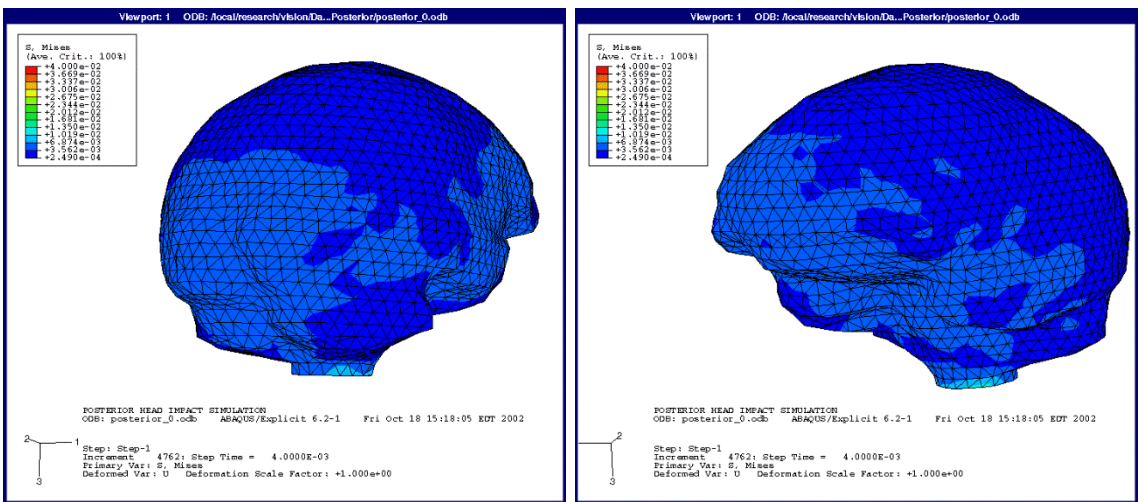 Viewport: 1 ODB: /local/research/vision/Da...Posterior/posterior_0.odb
S, Mises
(Ave. Crit.: 100%)
+4.000e-02
+3.669e-02
+3.337e-02
+3.006e-02
+2.675e-02
+2.344e-02
+2.012e-02
+1.681e-02
+1.350e-02
+1.019e-02
+6.874e-03
+3.562e-03
+2.490e-04
POSTERIOR HEAD IMPACT SIMULATION
ODB: posterior_0.odb ABAQUS/Explicit 6.2-1 Fri Oct 18 15:18:05 EDT 2002
2
1
3
Step: Step-1
Increment 4762: Step Time = 4.0000E-03
Primary Var: S, Mises
Deformed Var: U Deformation Scale Factor: +1.000e+00
Viewport: 1 ODB: /local/research/vision/Da...Posterior/posterior_0.odb
S, Mises
(Ave. Crit.: 100%)
+4.000e-02
+3.669e-02
+3.337e-02
+3.006e-02
+2.675e-02
+2.344e-02
+2.012e-02
+1.681e-02
+1.350e-02
+1.019e-02
+6.874e-03
+3.562e-03
+2.490e-04
POSTERIOR HEAD IMPACT SIMULATION
ODB: posterior_0.odb ABAQUS/Explicit 6.2-1 Fri Oct 18 15:18:05 EDT 2002
2
3
Step: Step-1
Increment 4762: Step Time = 4.0000E-03
Primary Var: S, Mises
Deformed Var: U Deformation Scale Factor: +1.000e+00